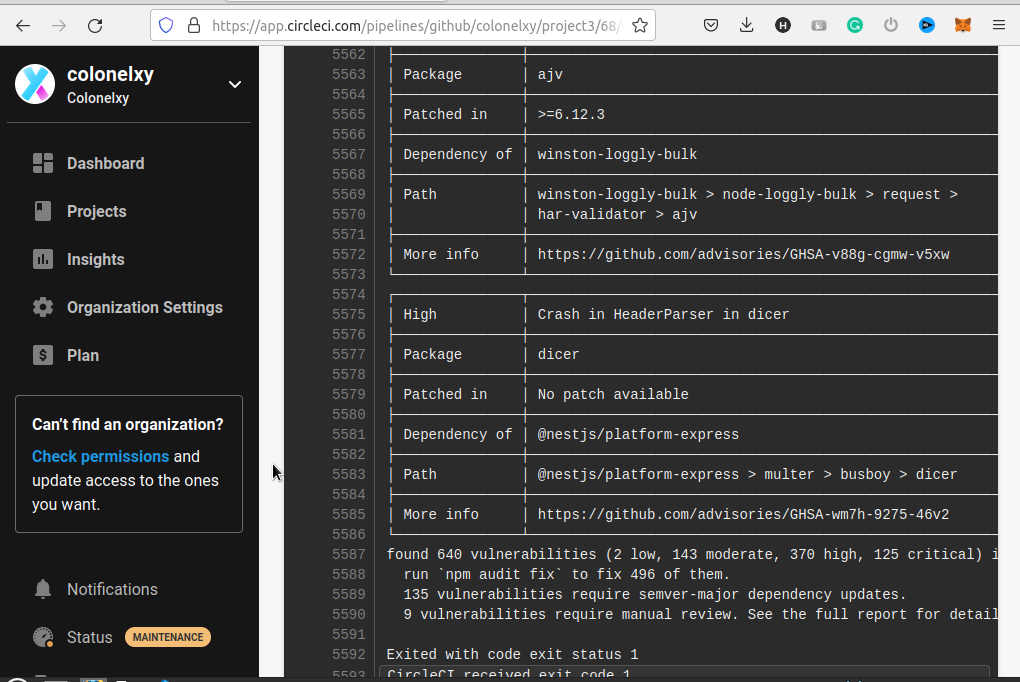 https://app.circleci.com/pipelines/github/colonelxy/project3/68/
colonelxy
Colonelxy
Dashboard
Projects
Insights
Organization Settings
Plan
Can't find an organization?
Check permissions and
update access to the ones
you want.
Notifications
Status MAINTENANCE
5562
5563 Package ajv
5564
5565 Patched in >=6.12.3
5566
5567 Dependency of winston-loggly-bulk
5568
5569 Path winston-loggly-bulk > node-loggly-bulk > request >
5570 har-validator > ajv
5571
5572 More info https://github.com/advisories/GHSA-v88g-cgmw-v5xw
5573
5574
5575 High Crash in HeaderParser in dicer
5576
5577 Package dicer
5578
5579 Patched in No patch available
5580
5581 Dependency of @nestjs/platform-express
5582
5583 Path @nestjs/platform-express > multer > busboy > dicer
5584
5585 More info https://github.com/advisories/GHSA-wm7h-9275-46v2
5586
5587 found 640 vulnerabilities (2 low, 143 moderate, 370 high, 125 critical) i
5588 run `npm audit fix` to fix 496 of them.
5589 135 vulnerabilities require semver-major dependency updates.
5590 9 vulnerabilities require manual review. See the full report for detail
5591
5592 Exited with code exit status 1
5593 CircleCI received exit code 1